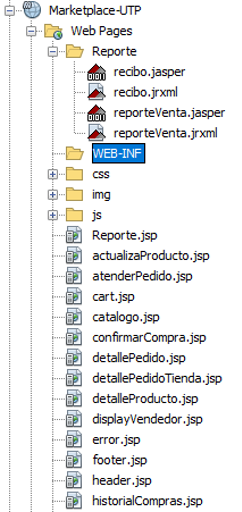 Marketplace-UTP
Web Pages
Reporte
recibo.jasper
recibo.jrxml
reporteVenta.jasper
reporteVenta.jrxml
WEB-INF
css
img
js
Reporte.jsp
actualizaProducto.jsp
atenderPedido.jsp
cart.jsp
catalogo.jsp
confirmarCompra.jsp
detallePedido.jsp
detallePedidoTienda.jsp
detalleProducto.jsp
displayVendedor.jsp
error.jsp
footer.jsp
header.jsp
historialCompras.jsp